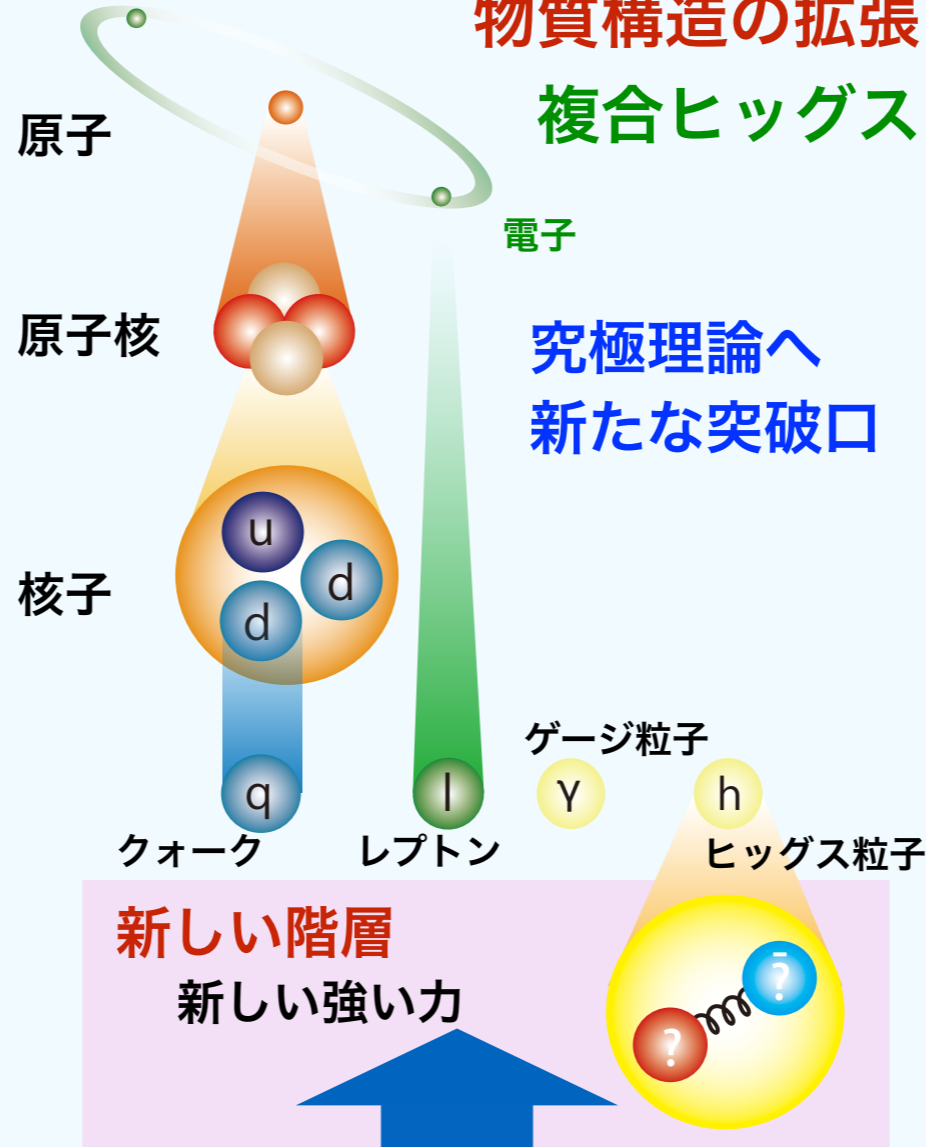 物質構造の拡張
複合ヒッグス
原子
電子
原子核
究極理論へ
新たな突破口
u
d
d
核子
ゲージ粒子
q
l
γ
h
クォーク
レプトン
ヒッグス粒子
新しい階層
新しい強い力
?̄
?